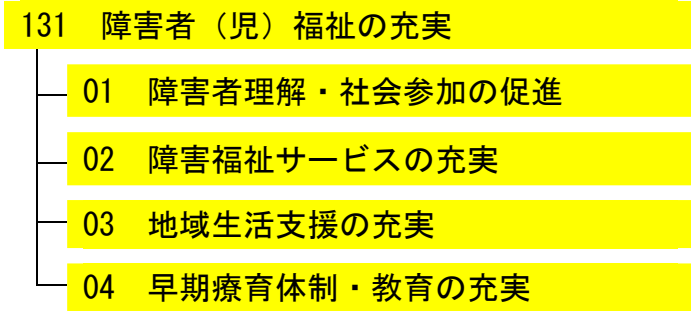 131　障害者（児）福祉の充実
01　障害者理解・社会参加の促進
02　障害福祉サービスの充実
03　地域生活支援の充実
04　早期療育体制・教育の充実